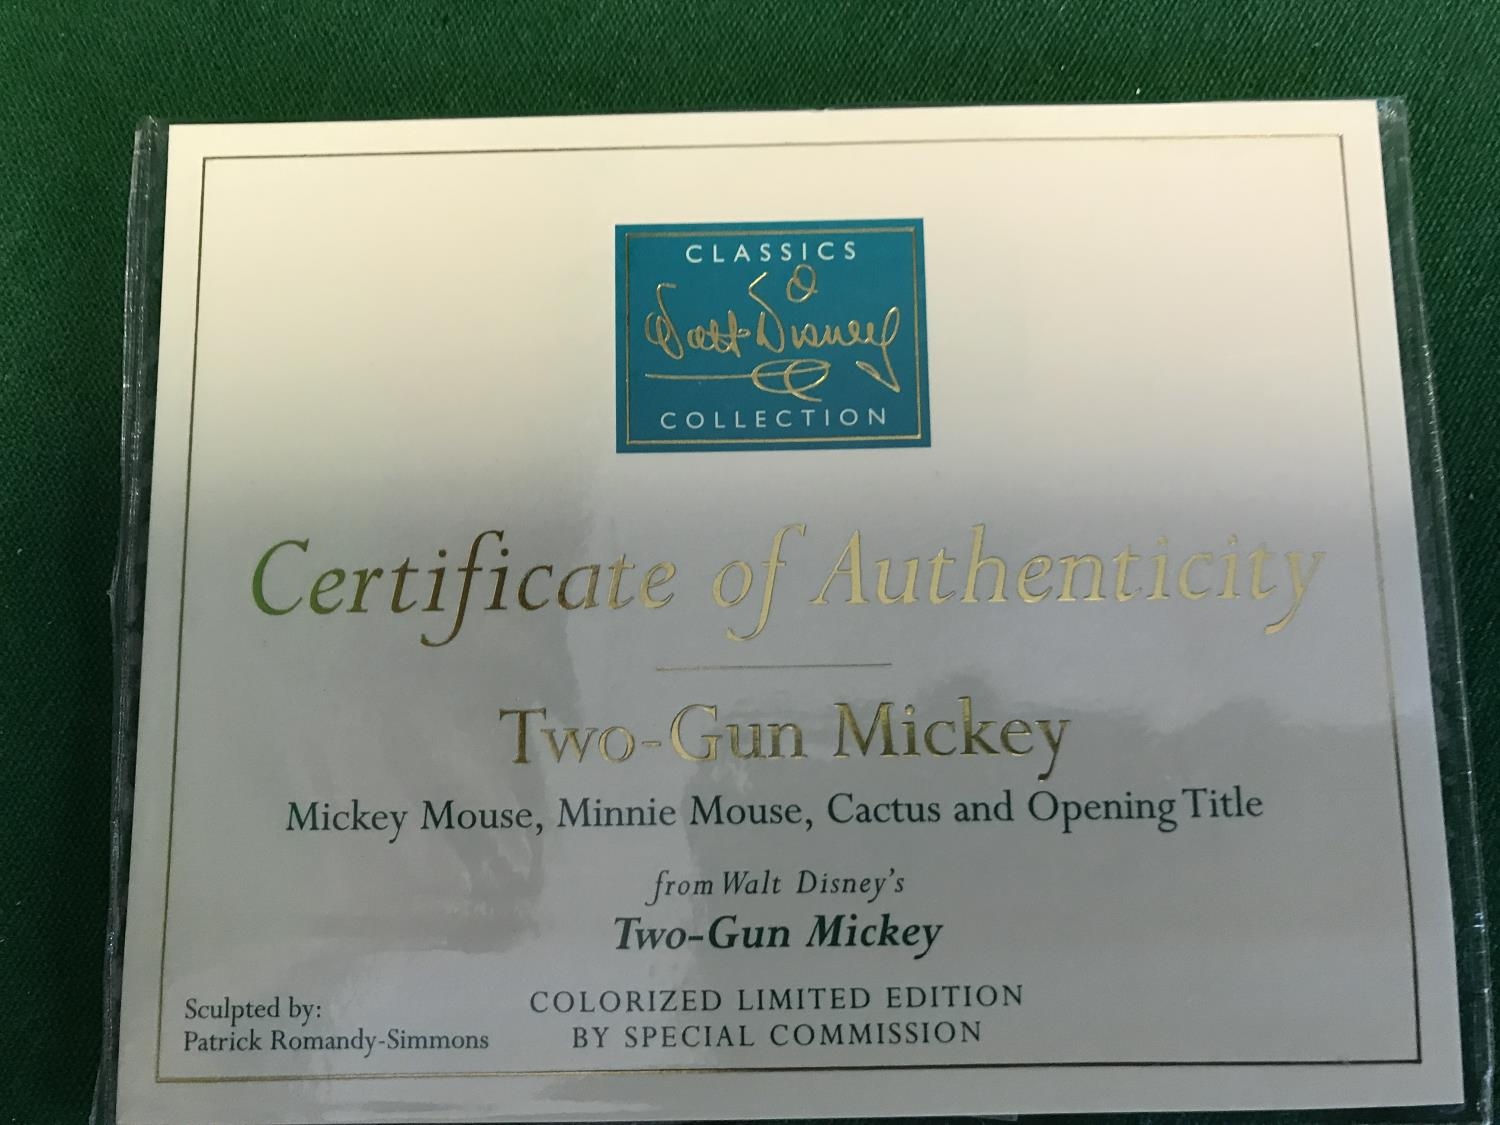 CLASSICS
Walt Disney
COLLECTION
Certificate of Authenticity
Two-Gun Mickey
Mickey Mouse, Minnie Mouse, Cactus and Opening Title
from Walt Disney's
Two-Gun Mickey
COLORIZED LIMITED EDITION
BY SPECIAL COMMISSION
Sculpted by:
Patrick Romandy-Simmons